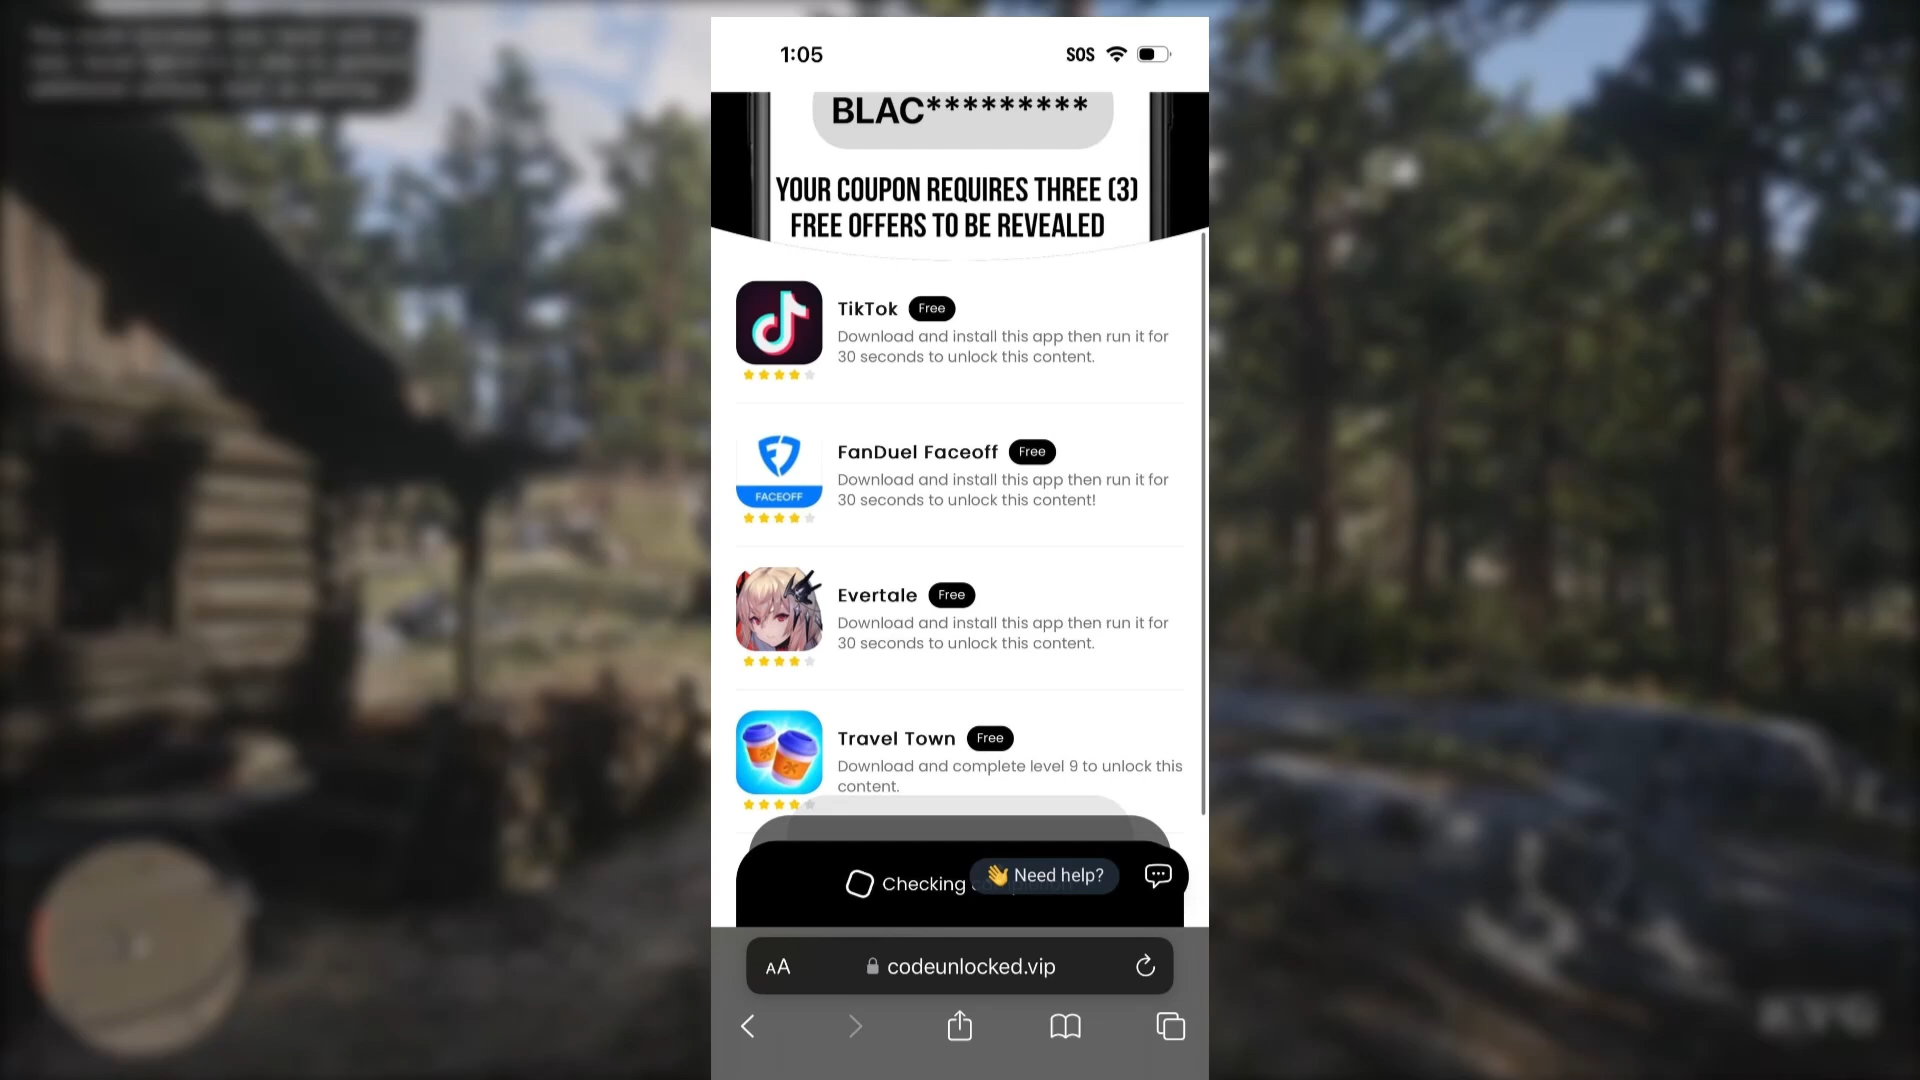 1:05
SOS
BLAC*********
YOUR COUPON REQUIRES THREE (3)
FREE OFFERS TO BE REVEALED
TikTok Free
Download and install this app then run it for
30 seconds to unlock this content.
FanDuel Faceoff Free
Download and install this app then run it for
30 seconds to unlock this content!
FACEOFF
Evertale Free
Download and install this app then run it for
30 seconds to unlock this content.
Travel Town Free
Download and complete level 9 to unlock this
content.
Checking
👋 Need help?
AA codeunlocked.vip